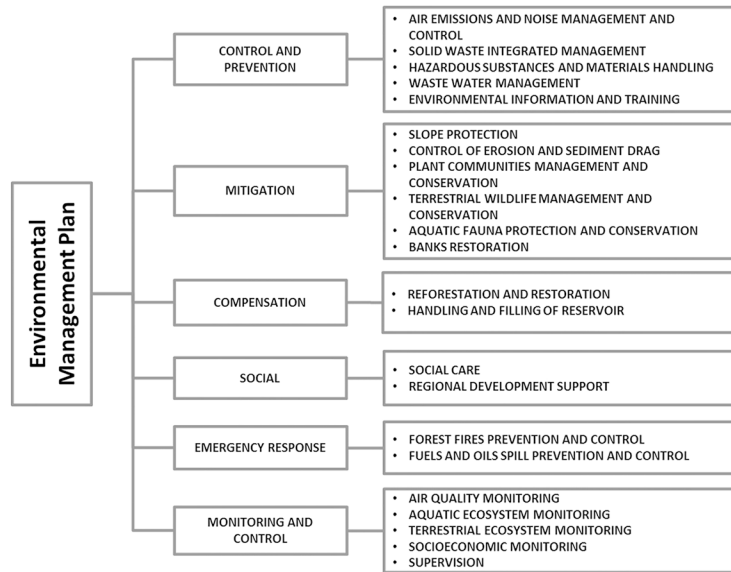 Environmental
Management Plan
CONTROL AND
PREVENTION
• AIR EMISSIONS AND NOISE MANAGEMENT AND
CONTROL
• SOLID WASTE INTEGRATED MANAGEMENT
• HAZARDOUS SUBSTANCES AND MATERIALS HANDLING
• WASTE WATER MANAGEMENT
• ENVIRONMENTAL INFORMATION AND TRAINING
MITIGATION
• SLOPE PROTECTION
• CONTROL OF EROSION AND SEDIMENT DRAG
• PLANT COMMUNITIES MANAGEMENT AND
CONSERVATION
• TERRESTRIAL WILDLIFE MANAGEMENT AND
CONSERVATION
• AQUATIC FAUNA PROTECTION AND CONSERVATION
• BANKS RESTORATION
COMPENSATION
• REFORESTATION AND RESTORATION
• HANDLING AND FILLING OF RESERVOIR
SOCIAL
• SOCIAL CARE
• REGIONAL DEVELOPMENT SUPPORT
EMERGENCY RESPONSE
• FOREST FIRES PREVENTION AND CONTROL
• FUELS AND OILS SPILL PREVENTION AND CONTROL
MONITORING AND
CONTROL
• AIR QUALITY MONITORING
• AQUATIC ECOSYSTEM MONITORING
• TERRESTRIAL ECOSYSTEM MONITORING
• SOCIOECONOMIC MONITORING
• SUPERVISION